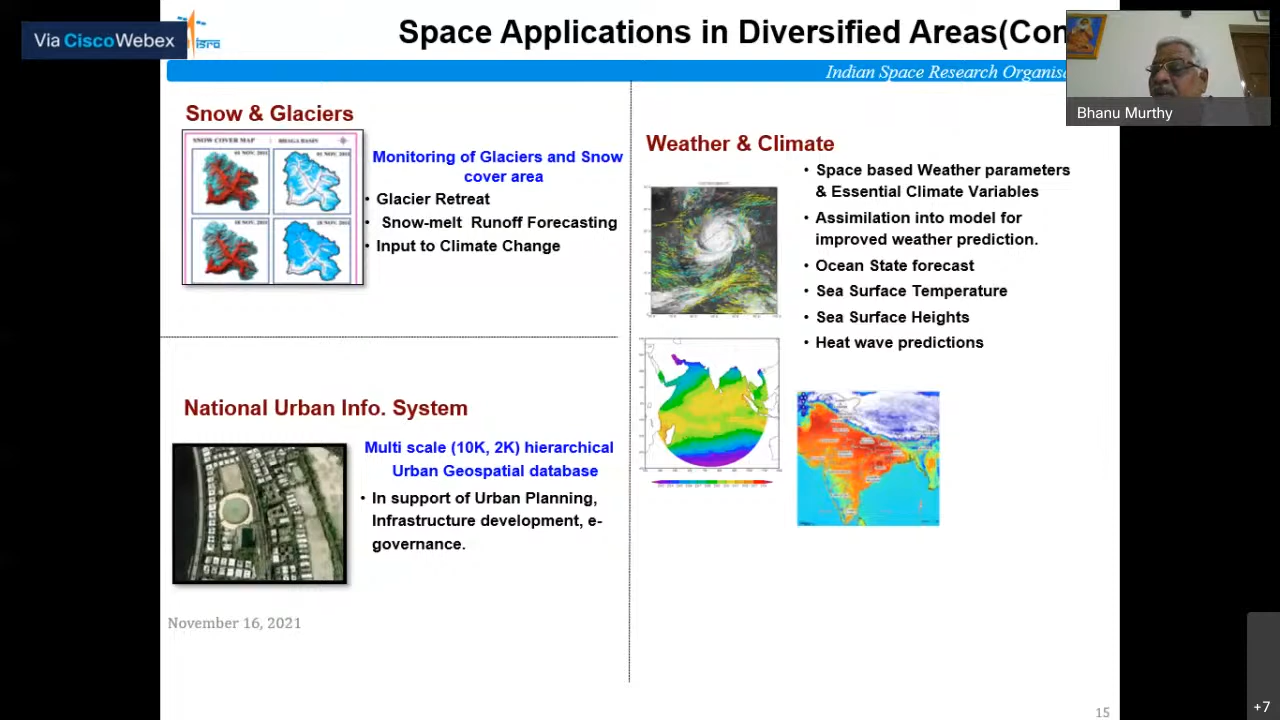 Via Cisco Webex
isro
Space Applications in Diversified Areas(Con
Indian Space Research Organis
Bhanu Murthy
Snow & Glaciers
SNOW COVER MAP : BHAGA BASIN
Monitoring of Glaciers and Snow
cover area
• Glacier Retreat
• Snow-melt Runoff Forecasting
• Input to Climate Change
National Urban Info. System
Multi scale (10K, 2K) hierarchical
Urban Geospatial database
• In support of Urban Planning,
Infrastructure development, e-
governance.
Weather & Climate
• Space based Weather parameters
& Essential Climate Variables
• Assimilation into model for
improved weather prediction.
• Ocean State forecast
• Sea Surface Temperature
• Sea Surface Heights
• Heat wave predictions
November 16, 2021
15
+7